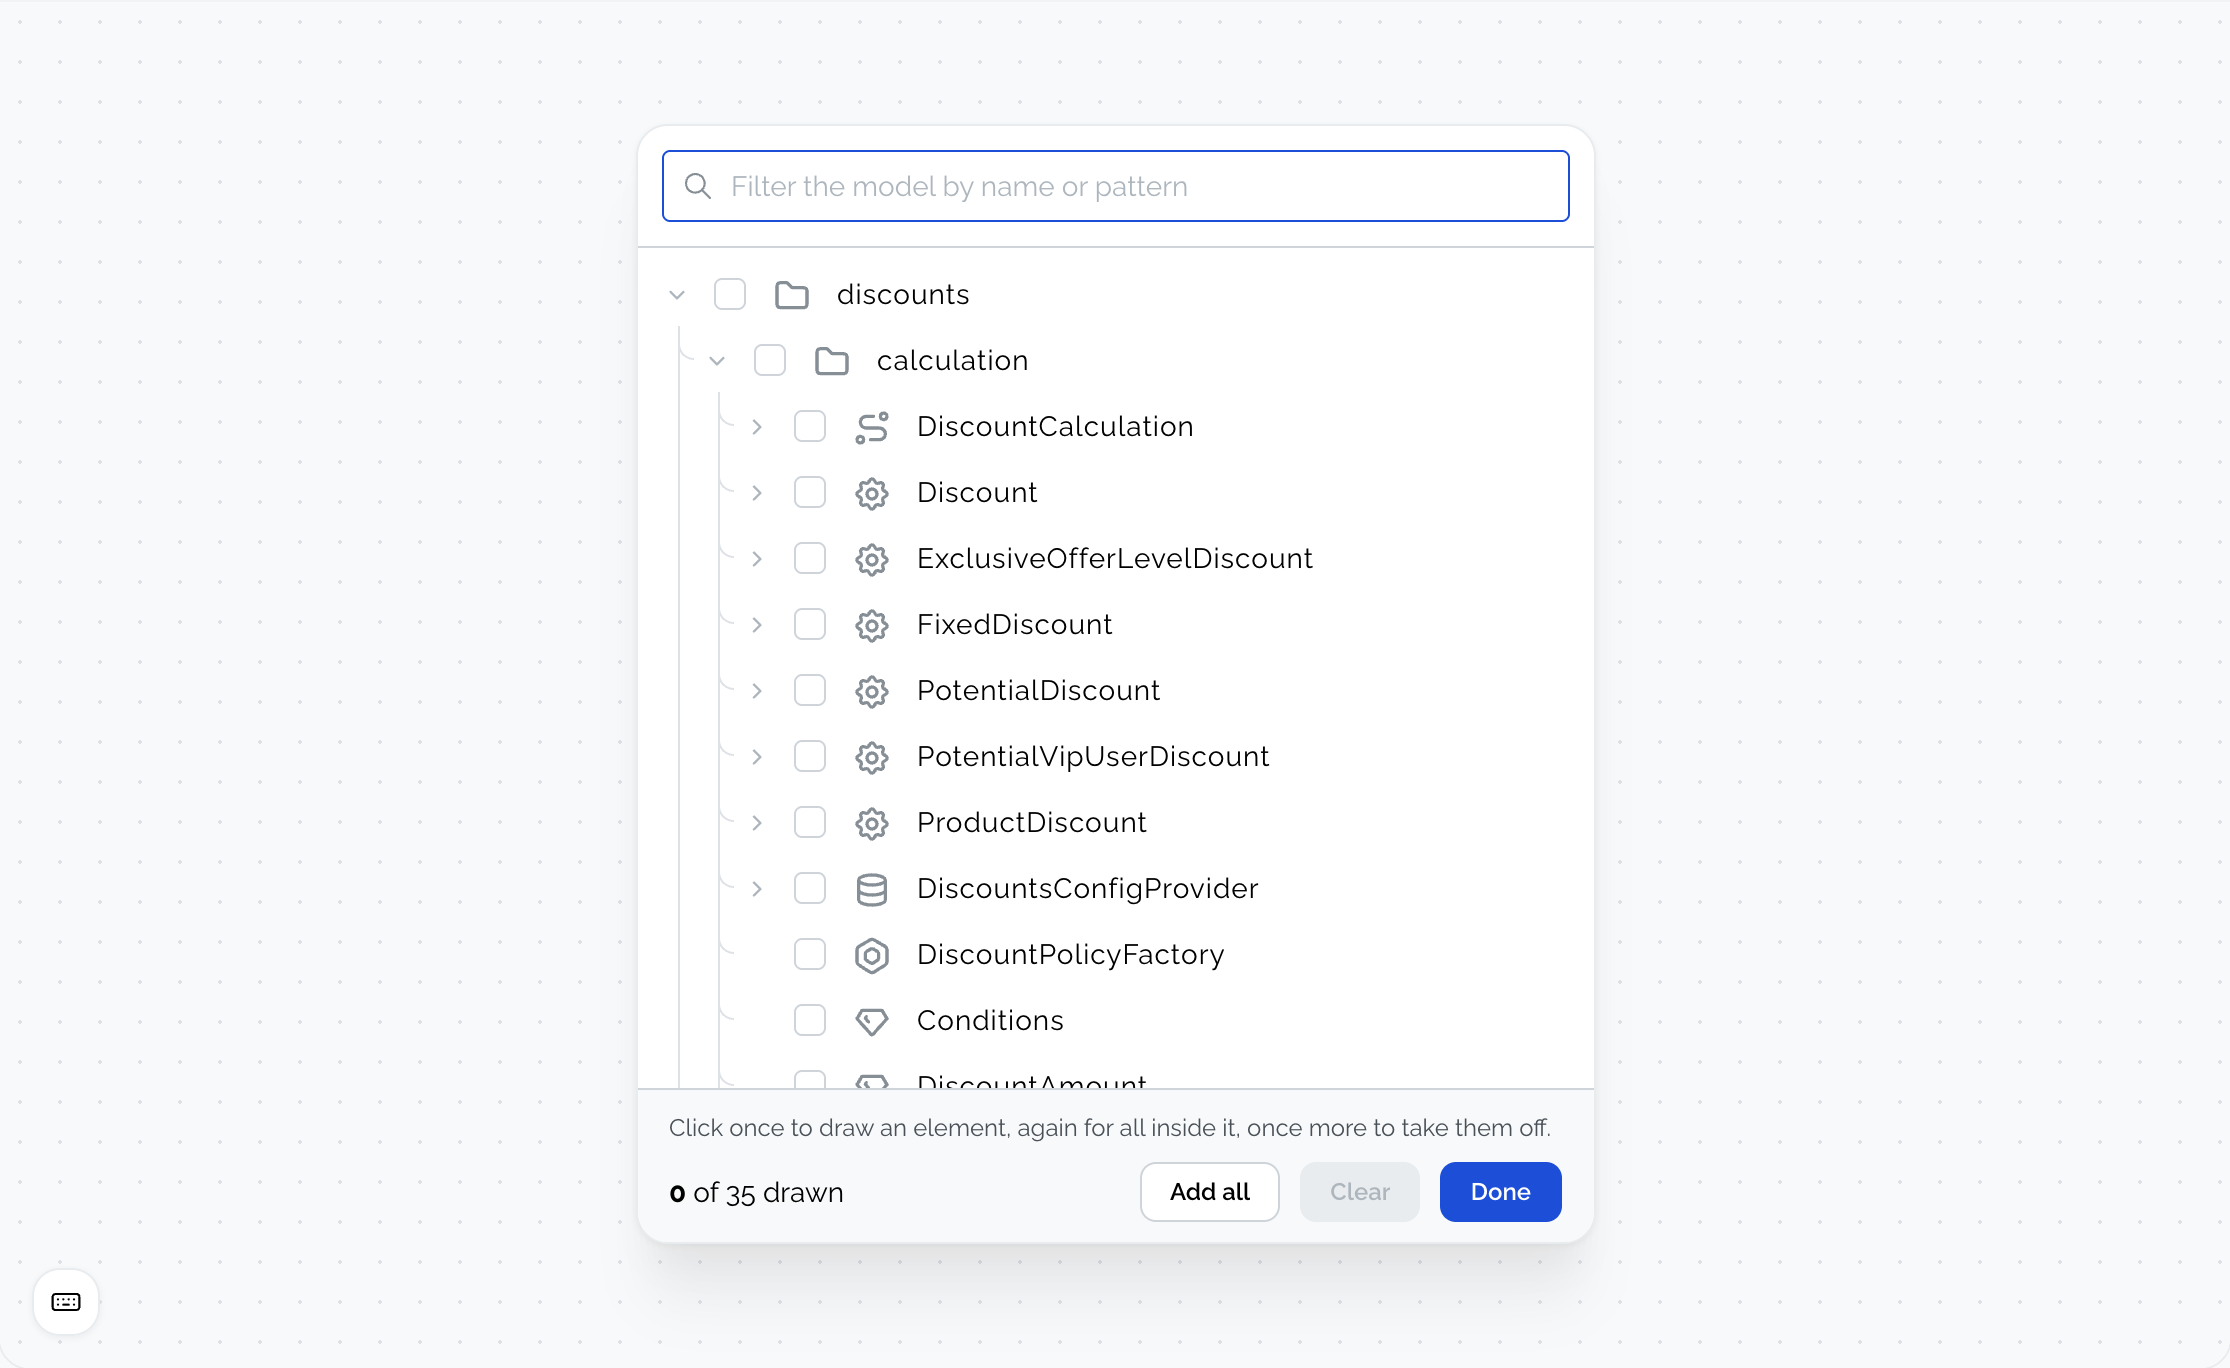 Filter the model by name or pattern
discounts
calculation
DiscountCalculation
Discount
ExclusiveOfferLevelDiscount
FixedDiscount
PotentialDiscount
PotentialVipUserDiscount
ProductDiscount
DiscountsConfigProvider
DiscountPolicyFactory
Conditions
DiscountAmount
Click once to draw an element, again for all inside it, once more to take them off.
0 of 35 drawn
Add all
Clear
Done